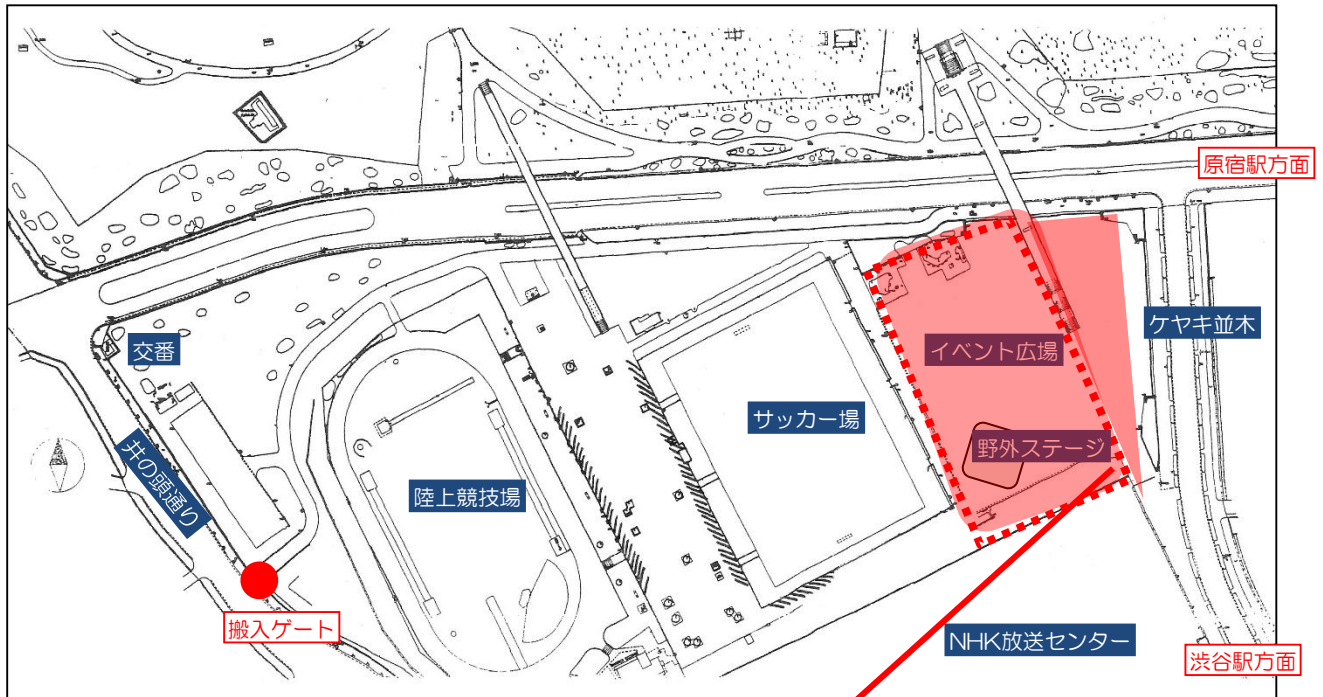 原宿駅方面
ケヤキ並木
交番
イベント広場
サッカー場
野外ステージ
井の頭通り
陸上競技場
搬入ゲート
NHK放送センター
渋谷駅方面